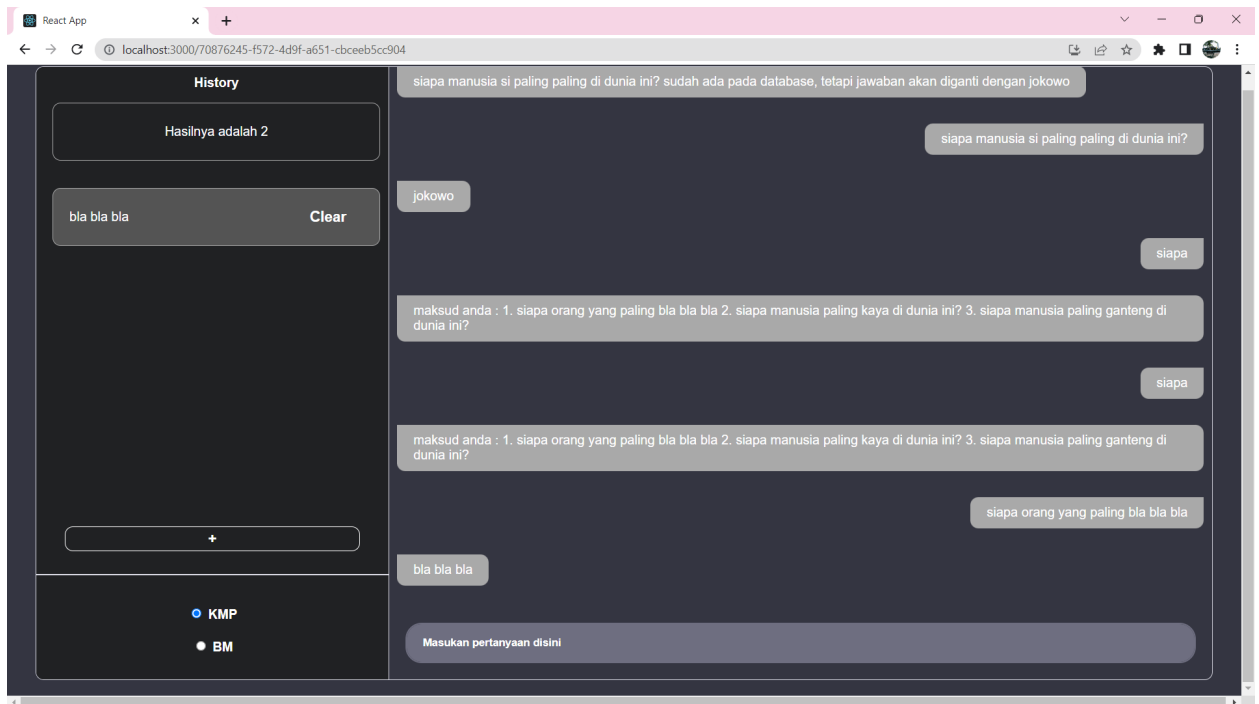 React App
localhost:3000/70876245-f572-4d9f-a651-cbceeb5cc904
History
Hasilnya adalah 2
bla bla bla
Clear
+
KMP
BM
siapa manusia si paling paling di dunia ini? sudah ada pada database, tetapi jawaban akan diganti dengan jokowo
siapa manusia si paling paling di dunia ini?
jokowo
siapa
maksud anda : 1. siapa orang yang paling bla bla bla 2. siapa manusia paling kaya di dunia ini? 3. siapa manusia paling ganteng di
dunia ini?
siapa
maksud anda : 1. siapa orang yang paling bla bla bla 2. siapa manusia paling kaya di dunia ini? 3. siapa manusia paling ganteng di
dunia ini?
siapa orang yang paling bla bla bla
bla bla bla
Masukan pertanyaan disini